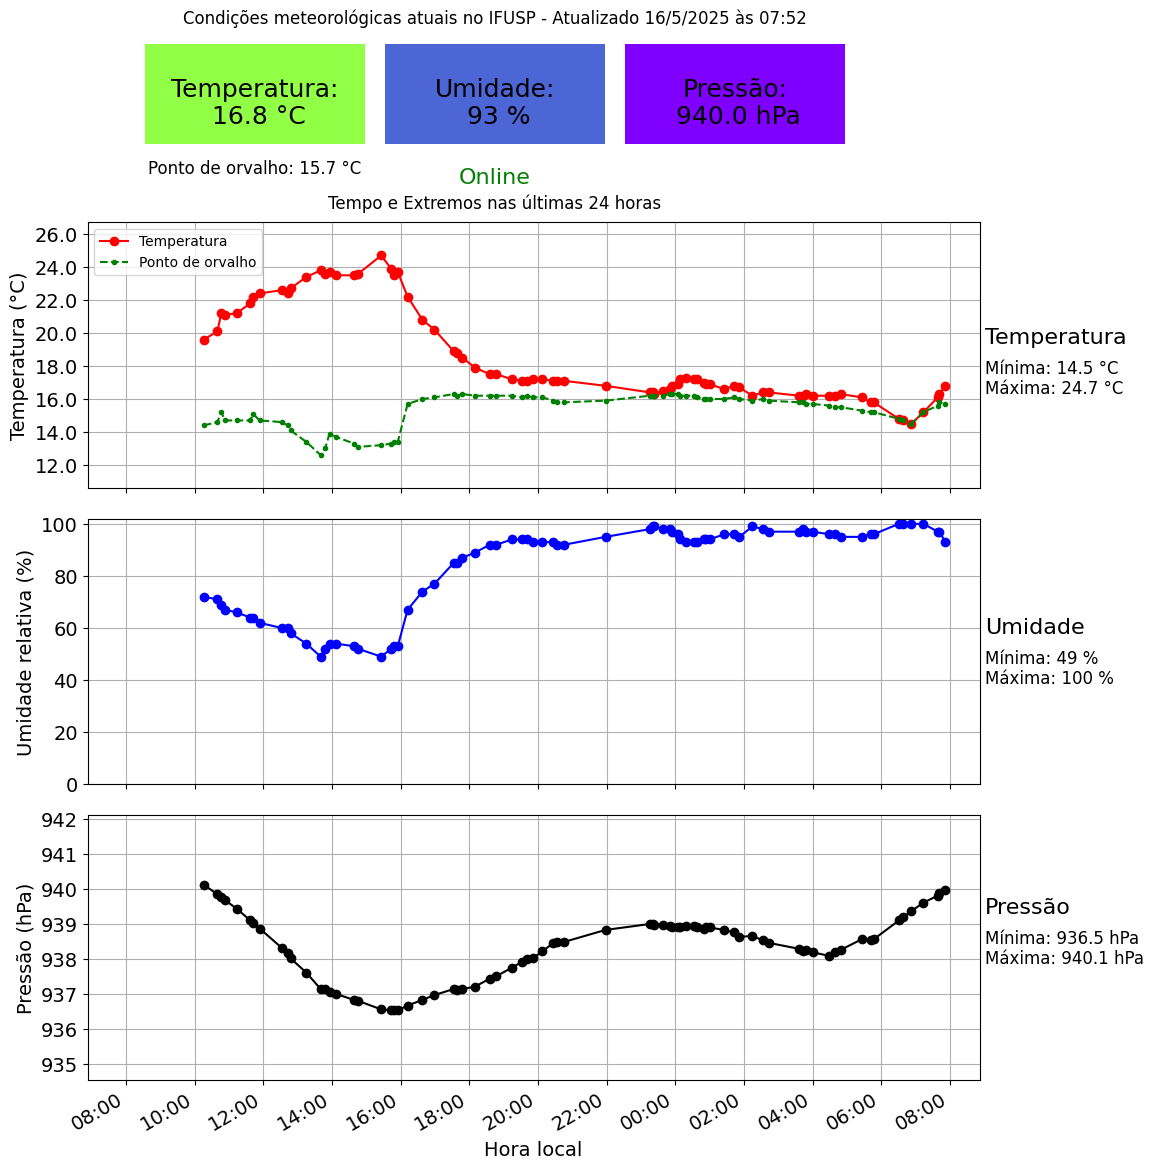 Condições meteorológicas atuais no IFUSP - Atualizado 16/5/2025 às 07:52
Temperatura:
16.8 °C
Umidade:
93 %
Pressão:
940.0 hPa
Ponto de orvalho: 15.7 °C
Online
Tempo e Extremos nas últimas 24 horas
Temperatura (°C)
26.0
24.0
22.0
20.0
18.0
16.0
14.0
12.0
Temperatura
Ponto de orvalho
Temperatura
Mínima: 14.5 °C
Máxima: 24.7 °C
Umidade relativa (%)
100
80
60
40
20
0
Umidade
Mínima: 49 %
Máxima: 100 %
Pressão (hPa)
942
941
940
939
938
937
936
935
Pressão
Mínima: 936.5 hPa
Máxima: 940.1 hPa
08:00 10:00 12:00 14:00 16:00 18:00 20:00 22:00 00:00 02:00 04:00 06:00 08:00
Hora local